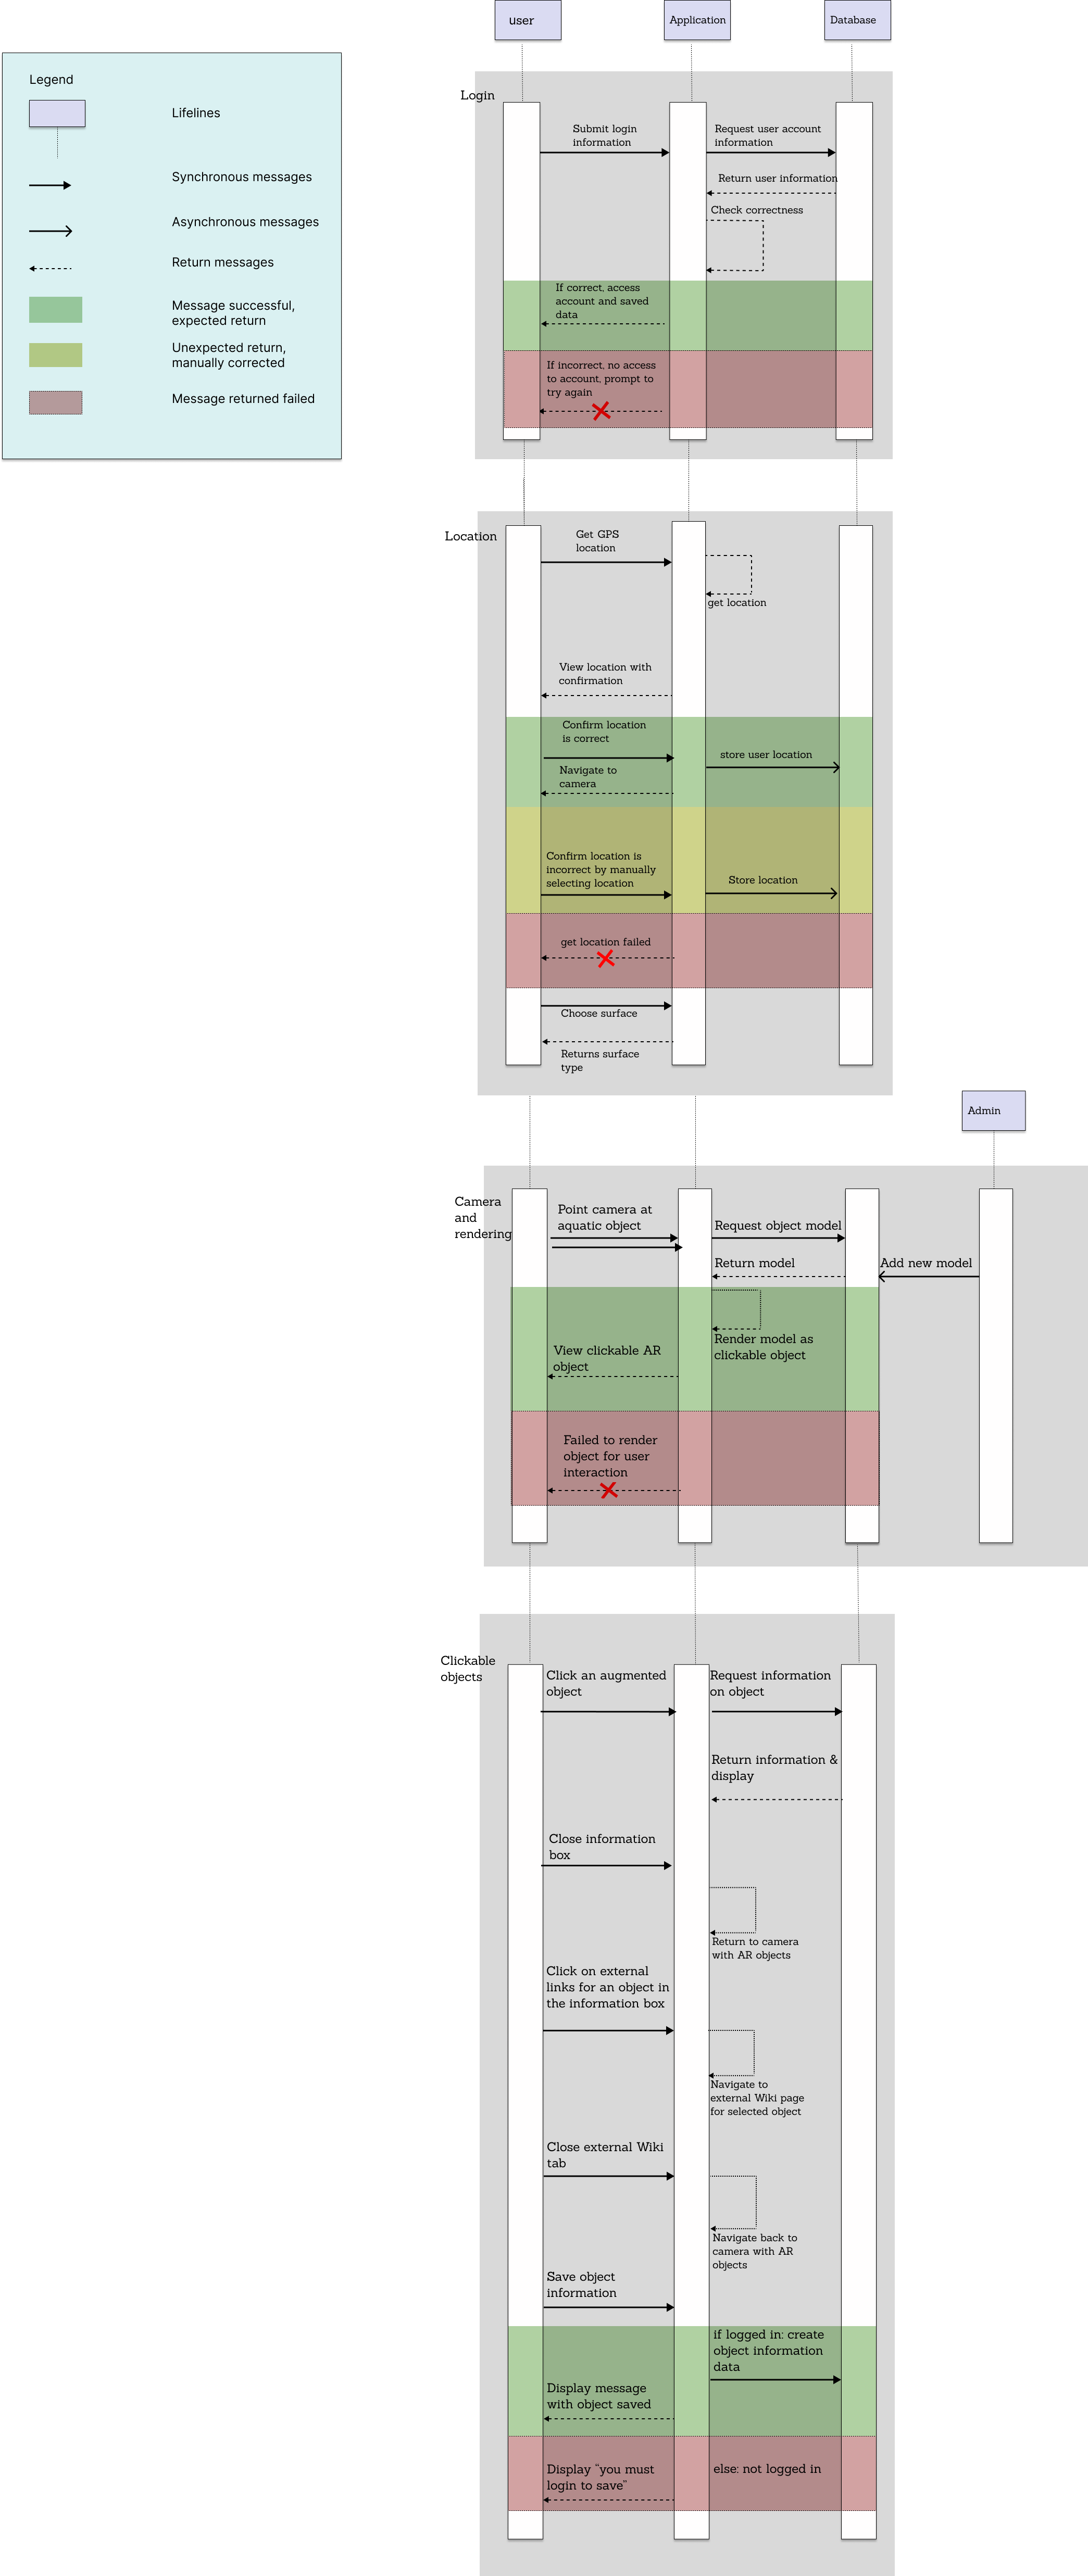 user
Application
Database
Legend
Lifelines
Synchronous messages
Asynchronous messages
Return messages
Message successful,
expected return
Unexpected return,
manually corrected
Message returned failed
Login
Submit login
information
Request user account
information
Return user information
Check correctness
If correct, access
account and saved
data
If incorrect, no access
to account, prompt to
try again
Location
Get GPS
location
get location
View location with
confirmation
Confirm location
is correct
store user location
Navigate to
camera
Confirm location is
incorrect by manually
selecting location
Store location
get location failed
Choose surface
Returns surface
type
Admin
Camera
and
rendering
Point camera at
aquatic object
Request object model
Return model
Add new model
Render model as
clickable object
View clickable AR
object
Failed to render
object for user
interaction
Clickable
objects
Click an augmented
object
Request information
on object
Return information &
display
Close information
box
Return to camera
with AR objects
Click on external
links for an object in
the information box
Navigate to
external Wiki page
for selected object
Close external Wiki
tab
Navigate back to
camera with AR
objects
Save object
information
if logged in: create
object information
data
Display message
with object saved
else: not logged in
Display "you must
login to save"